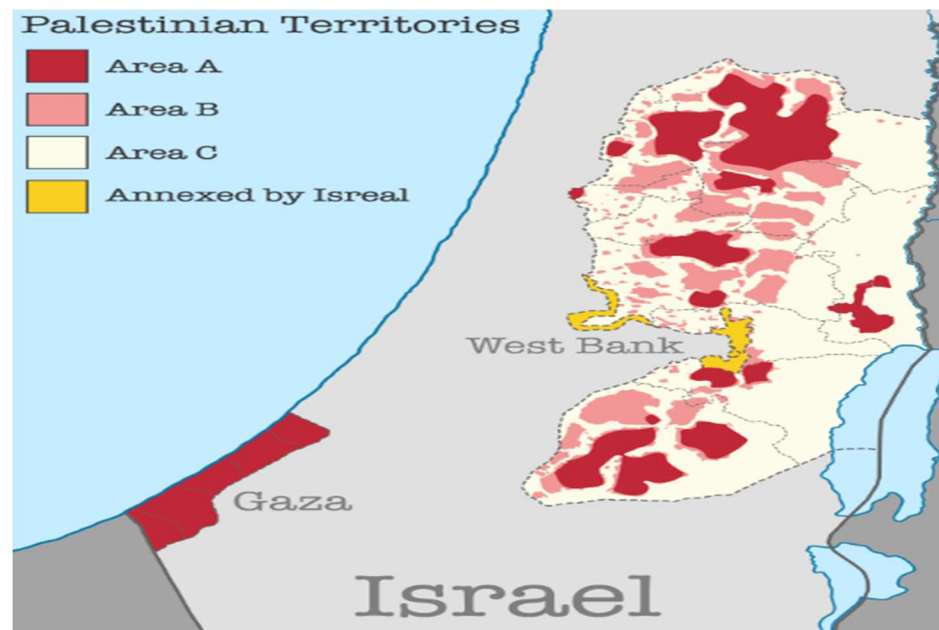 Palestinian Territories
Area A
Area B
Area C
Annexed by Isreal
West Bank
Gaza
Israel